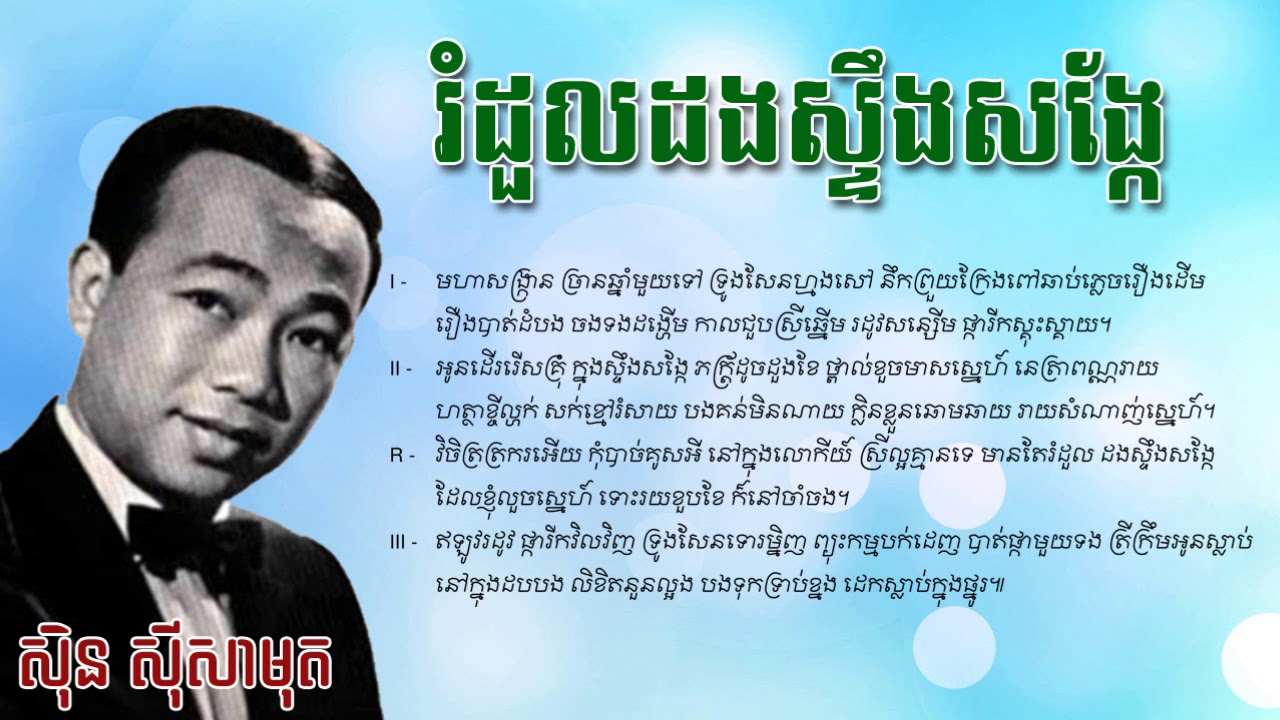 រំដួលដងស្ទឹងសង្កែ
I - មហាសង្ក្រាន ច្រានឆ្នាំមួយទៅ ទ្រូងសែនហ្មងសៅ នឹកព្រួយក្រែងពៅឆាប់ភ្លេចរឿងដើម
រឿងបាត់ដំបង ចងទងដង្ហើម កាលជួបស្រីឆ្នើម រដូវសន្សើម ផ្ការីកស្គុះស្គាយ។
II - អូនដើររើសគ្រុំ ក្នុងស្ទឹងសង្កែ ភក្ត្រដូចដួងខែ ថ្ពាល់ខួចមាសស្នេហ៍ នេត្រាពណ្ណរាយ
ហត្ថាខ្ចីល្ហក់ សក់ខ្មៅរំសាយ បងគន់មិនណាយ ក្លិនខ្លួនឆោមឆាយ រាយសំណាញ់ស្នេហ៍។
R - វិចិត្រត្រករអើយ កុំបាច់គូសអី នៅក្នុងលោកីយ៍ ស្រីល្អគ្មានទេ មានតែរំដួល ដងស្ទឹងសង្កែ
ដែលខ្ញុំលួចស្នេហ៍ ទោះរយខួបខែ ក៏នៅចាំចង។
III - ឥឡូវរដូវ ផ្ការីកវិលវិញ ទ្រូងសែនទោរម្និញ ព្យុះកម្មបក់ដេញ បាត់ផ្កាមួយទង ត្រីក្រឹមអូនស្លាប់
នៅក្នុងដបបង លិខិតនួនល្អង បងទុកទ្រាប់ខ្នង ដេកស្លាប់ក្នុងផ្នូរ៕
ស៊ិន ស៊ីសាមុត